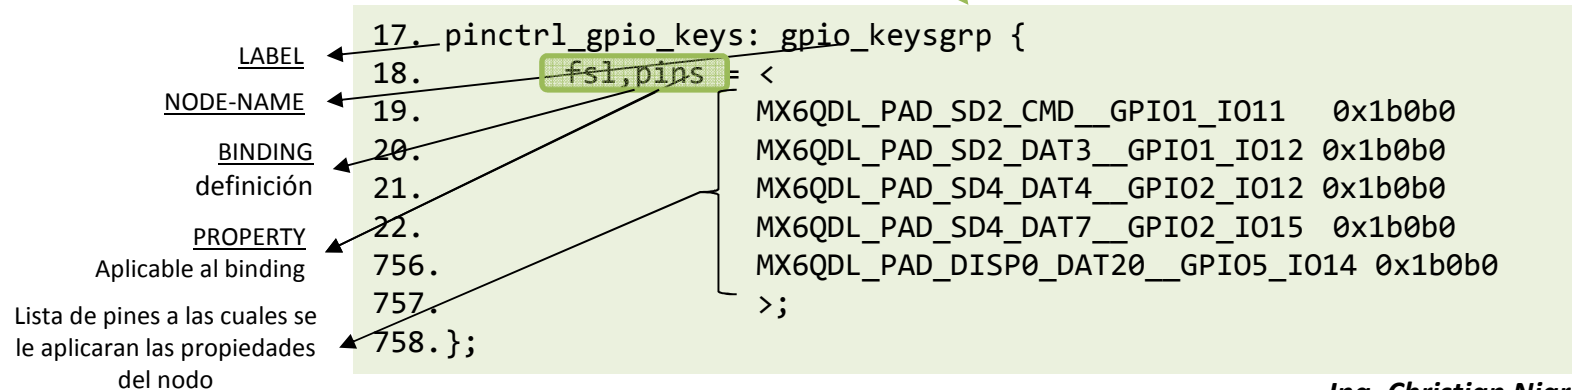 LABEL
NODE-NAME
BINDING
definición
PROPERTY
Aplicable al binding
Lista de pines a las cuales se
le aplicaran las propiedades
del nodo
17. pinctrl_gpio_keys: gpio_keysgrp {
18. fsl,pins = <
19. MX6QDL_PAD_SD2_CMD__GPIO1_IO11 0x1b0b0
20. MX6QDL_PAD_SD2_DAT3__GPIO1_IO12 0x1b0b0
21. MX6QDL_PAD_SD4_DAT4__GPIO2_IO12 0x1b0b0
22. MX6QDL_PAD_SD4_DAT7__GPIO2_IO15 0x1b0b0
756. MX6QDL_PAD_DISP0_DAT20__GPIO5_IO14 0x1b0b0
757. >;
758.};